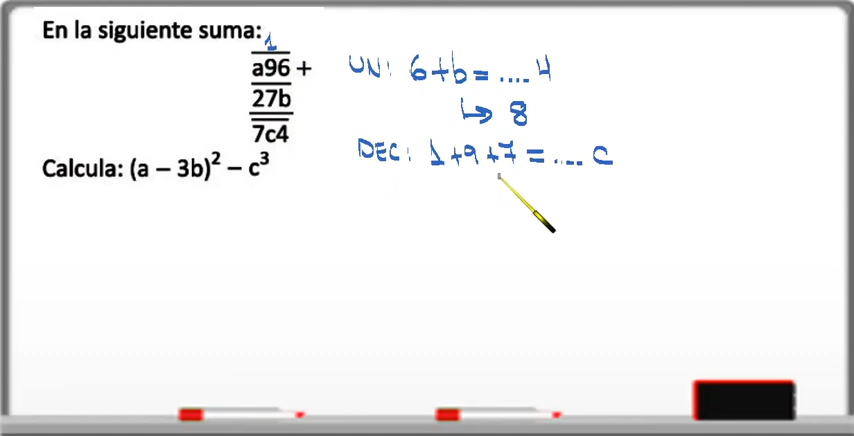 En la siguiente suma:
1
a96 +
27b
7c4
Calcula: (a – 3b)² – c³
UN: 6+b = .... 4
↳ 8
DEC: 1+9+7 = .... c